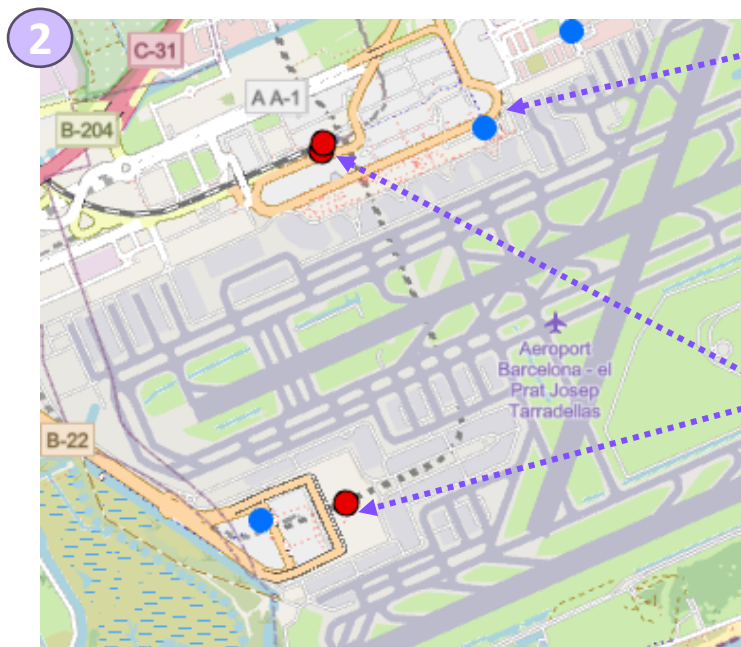 2
C-31
A A-1
B-204
Aeroport
Barcelona - el
Prat Josep
Tarradellas
B-22